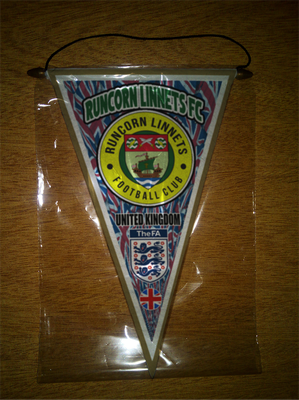 RUNCORN LINNETS FC
RUNCORN LINNETS
FOOTBALL CLUB
UNITED KINGDOM
The FA